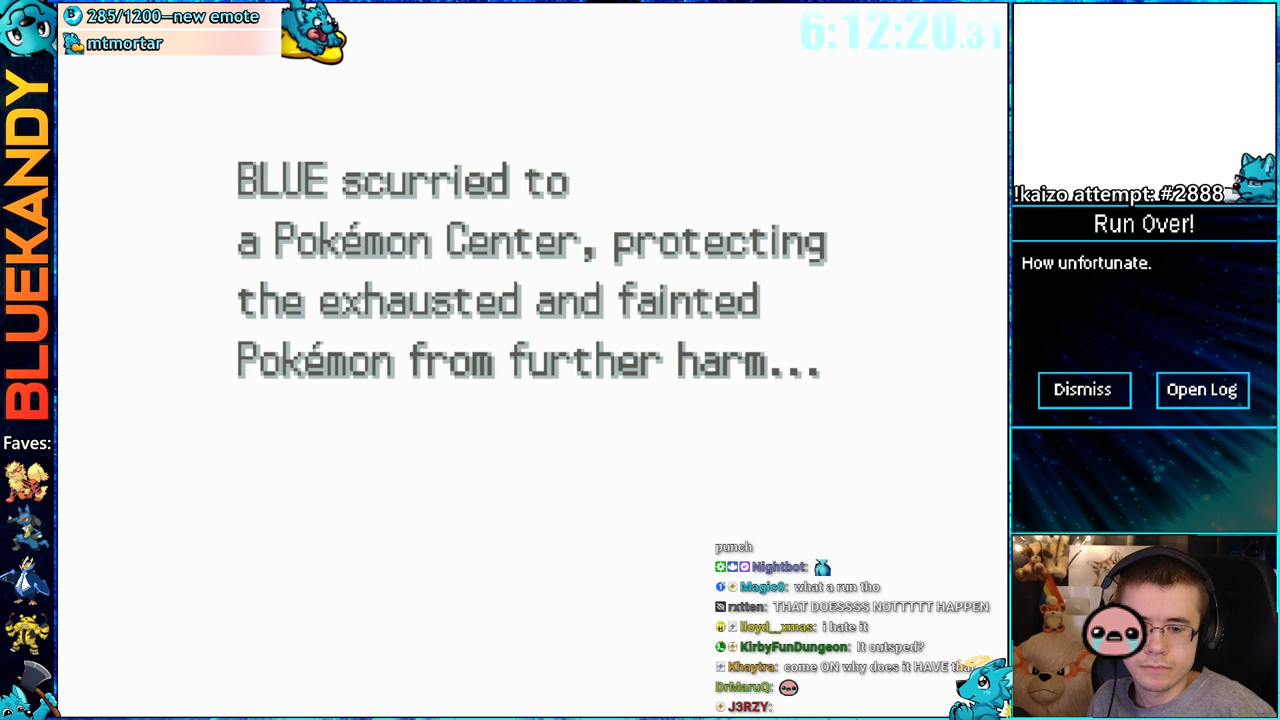 285/1200—new emote
mtmortar
6:12:20.31
BLUEKANDY
Faves:
BLUE scurried to
a Pokémon Center, protecting
the exhausted and fainted
Pokémon from further harm...
!kaizo attempt: #2888
Run Over!
How unfortunate.
Dismiss
Open Log
punch
Nightbot:
Magic0: what a run tho
rxtten: THAT DOESSSS NOTTTTT HAPPEN
lloyd__xmas: i hate it
KirbyFunDungeon: It outsped?
Khaytra: come ON why does it HAVE
DrMaruQ:
J3RZY: